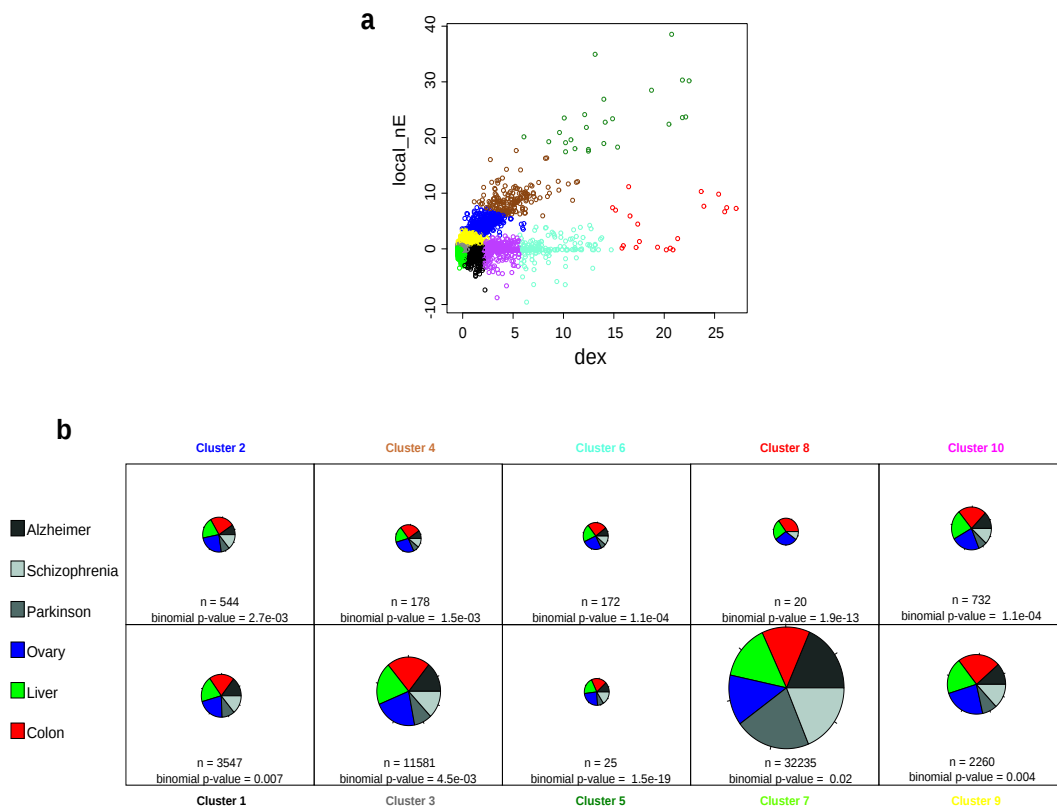 a
local_nE
40
30
20
10
0
-10
0 5 10 15 20 25
dex
b
Cluster 2 Cluster 4 Cluster 6 Cluster 8 Cluster 10
Alzheimer
Schizophrenia
Parkinson
Ovary
Liver
Colon
n = 544 n = 178 n = 172 n = 20 n = 732
binomial p-value = 2.7e-03 binomial p-value = 1.5e-03 binomial p-value = 1.1e-04 binomial p-value = 1.9e-13 binomial p-value = 1.1e-04
n = 3547 n = 11581 n = 25 n = 32235 n = 2260
binomial p-value = 0.007 binomial p-value = 4.5e-03 binomial p-value = 1.5e-19 binomial p-value = 0.02 binomial p-value = 0.004
Cluster 1 Cluster 3 Cluster 5 Cluster 7 Cluster 9